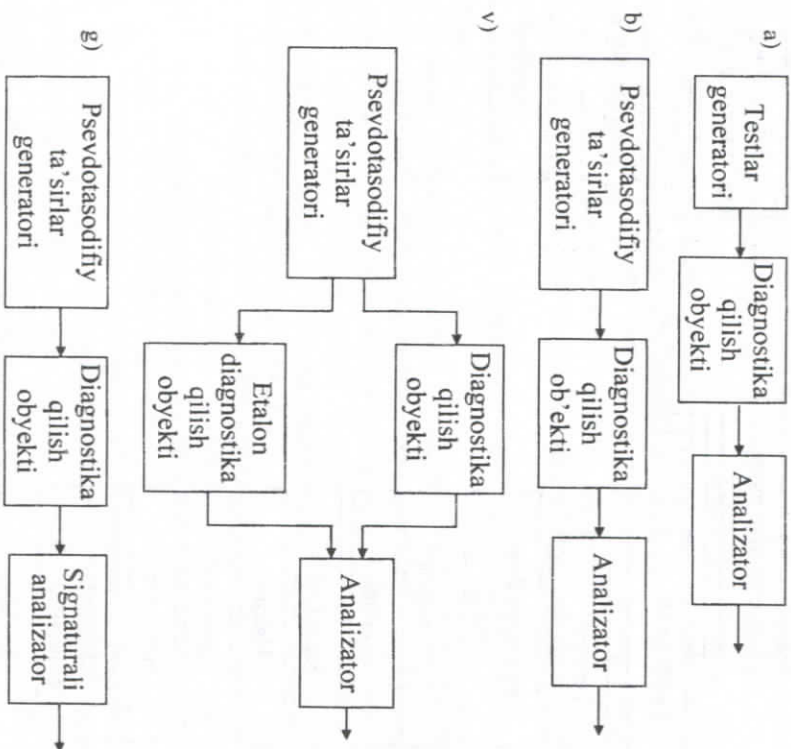 a)
Testlar
generatori
Diagnostika
qilish
obyekti
Analizator
b)
Psevdotasodifiy
ta'sirlar
generatori
Diagnostika
qilish
ob'ekti
Analizator
v)
Psevdotasodifiy
ta'sirlar
generatori
Diagnostika
qilish
obyekti
Etalon
diagnostika
qilish
obyekti
Analizator
g)
Psevdotasodifiy
ta'sirlar
generatori
Diagnostika
qilish
obyekti
Signaturali
analizator